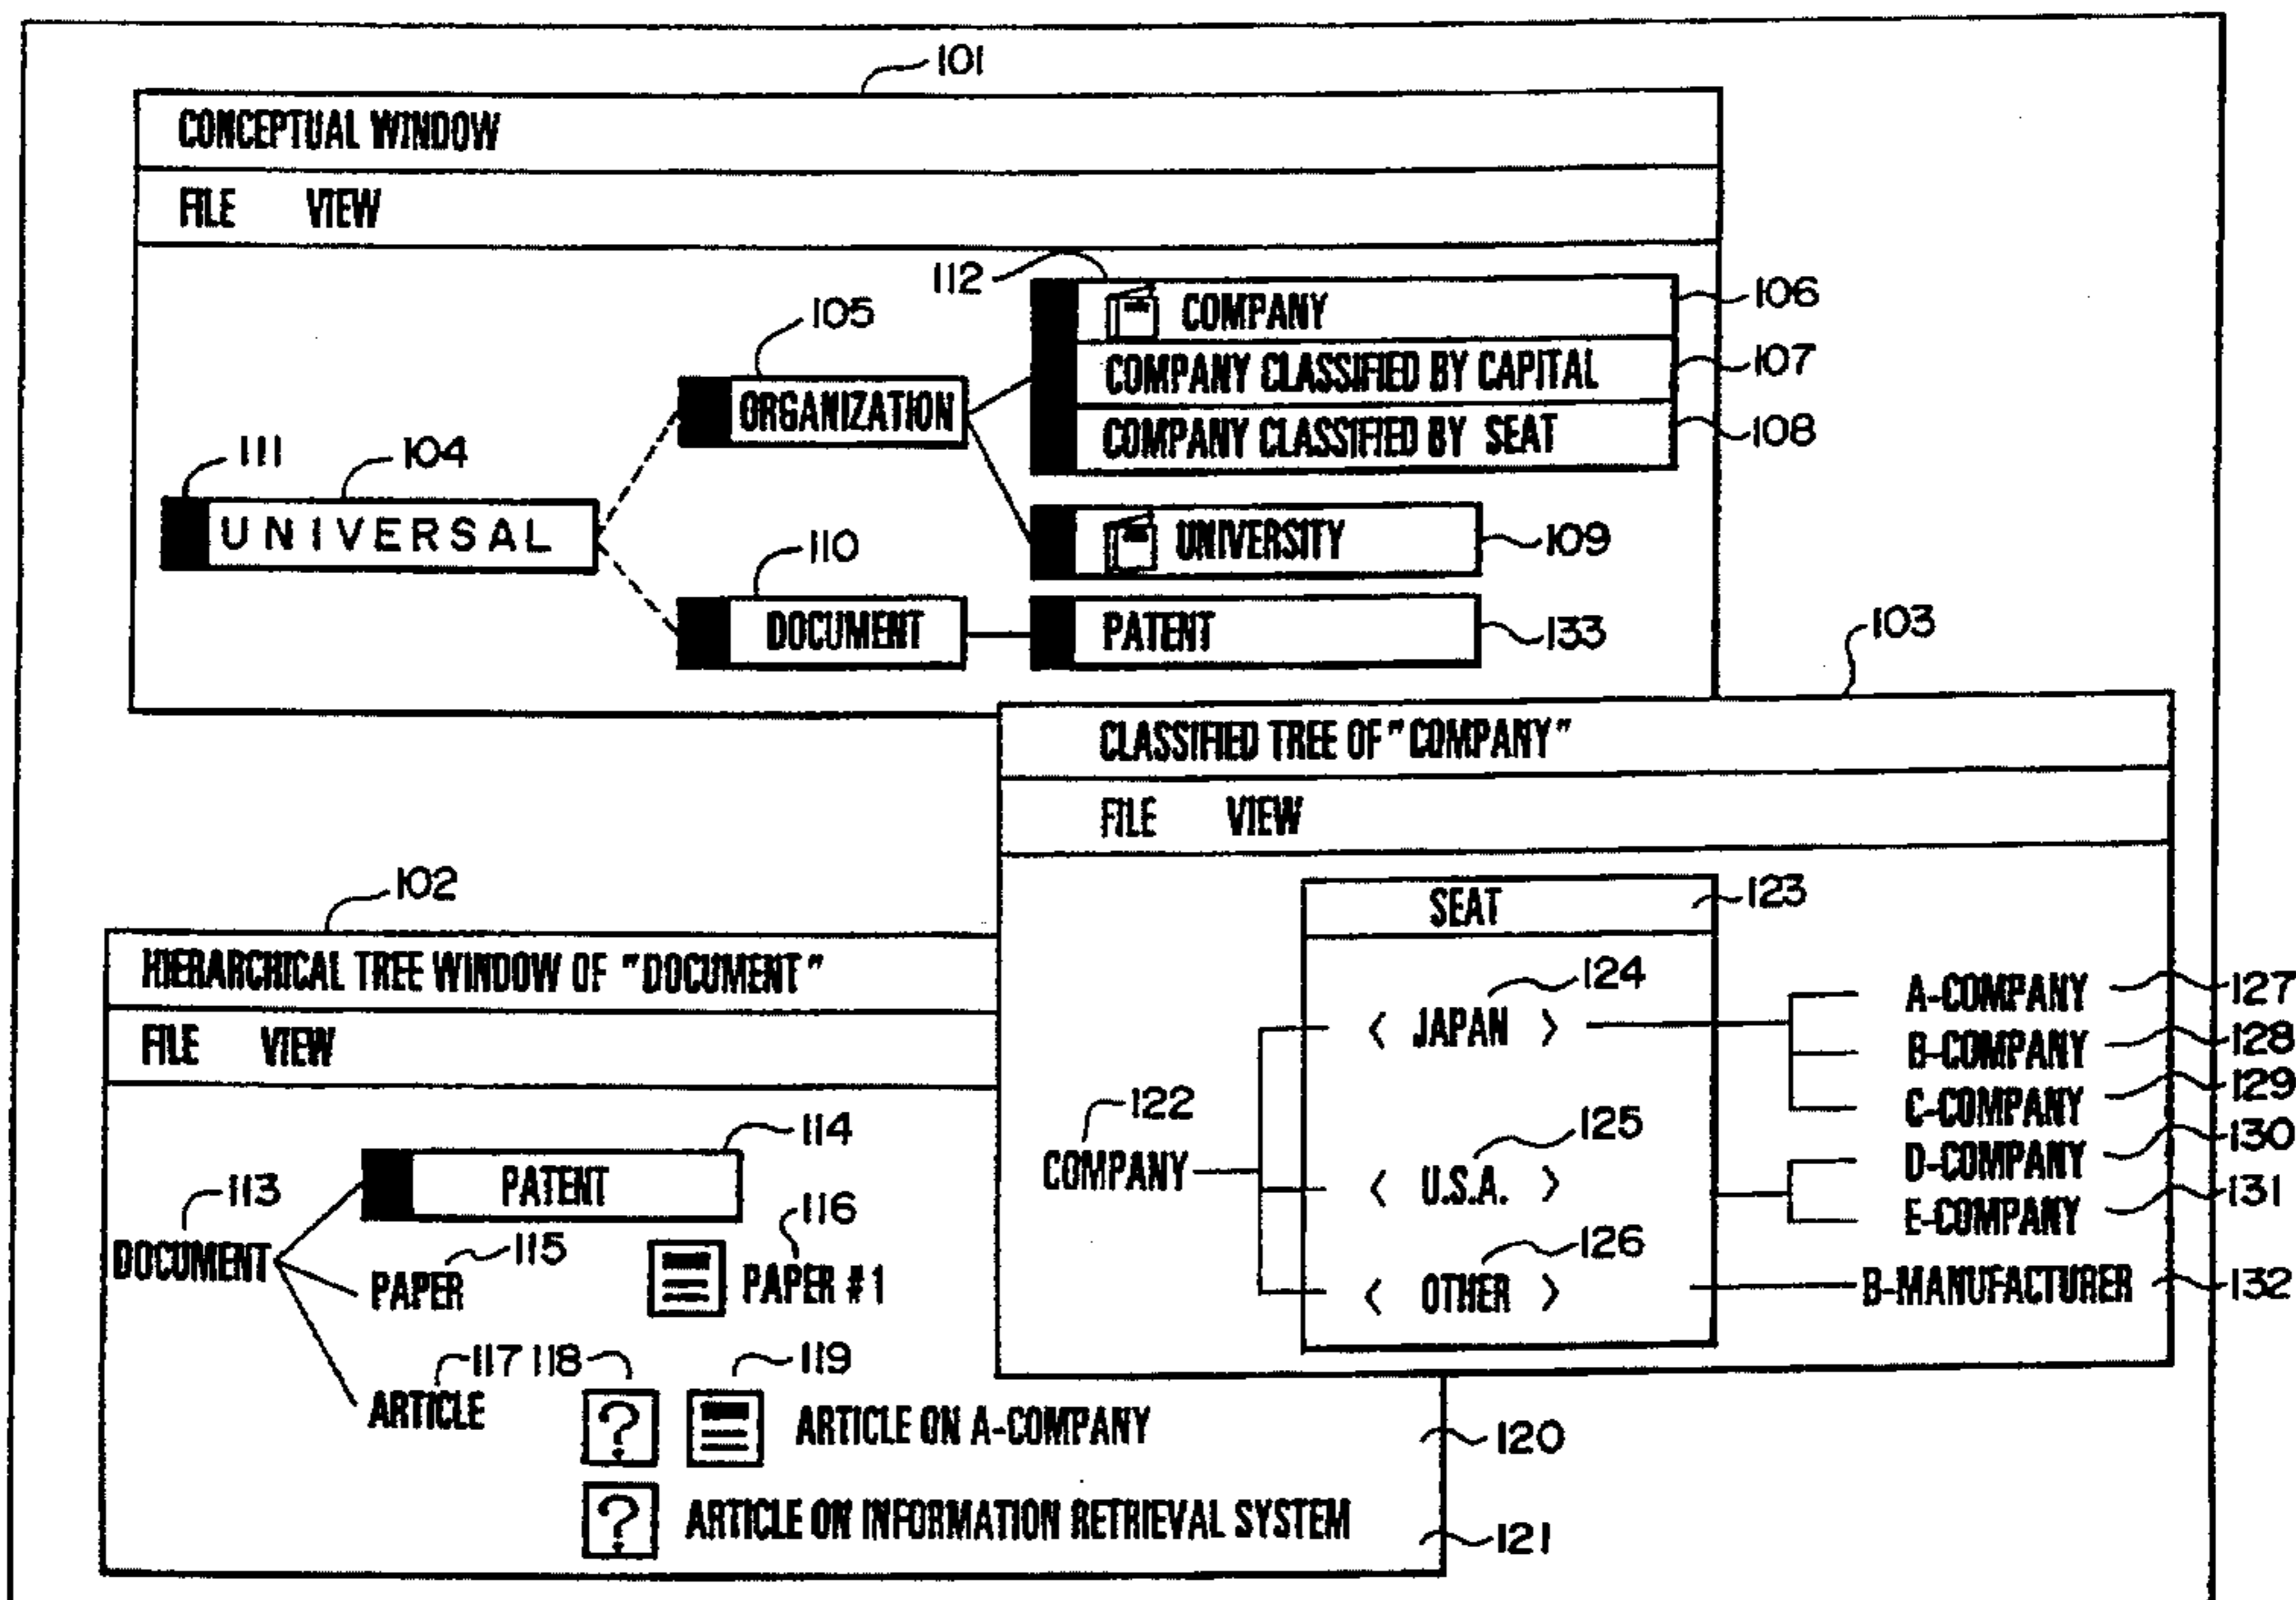 101
CONCEPTUAL WINDOW
FILE VIEW
112 COMPANY 106
105 COMPANY CLASSIFIED BY CAPITAL 107
ORGANIZATION COMPANY CLASSIFIED BY SEAT 108
111 104
UNIVERSAL UNIVERSITY 109
110
DOCUMENT PATENT 133
103
CLASSIFIED TREE OF "COMPANY"
FILE VIEW
SEAT 123
124
< JAPAN > A-COMPANY 127
B-COMPANY 128
C-COMPANY 129
122 125
COMPANY < U.S.A. > D-COMPANY 130
E-COMPANY 131
126
< OTHER > B-MANUFACTURER 132
102
HIERARCHICAL TREE WINDOW OF "DOCUMENT"
FILE VIEW
114
PATENT
113 116
DOCUMENT 115
PAPER PAPER #1
117 118 119
ARTICLE ? ARTICLE ON A-COMPANY 120
? ARTICLE ON INFORMATION RETRIEVAL SYSTEM 121